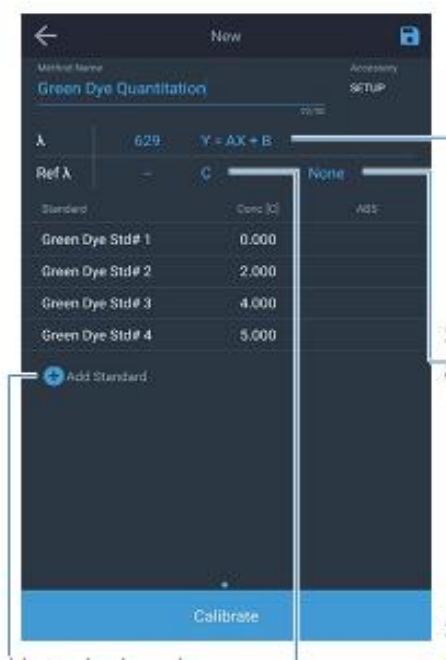 New
Method Name
Accessory
Green Dye Quantitation
SETUP
λ 629 Y = AX + B
Ref λ - C None
Standard Conc [C] ABS
Green Dye Std# 1 0.000
Green Dye Std# 2 2.000
Green Dye Std# 3 4.000
Green Dye Std# 4 5.000
Add Standard
Calibrate